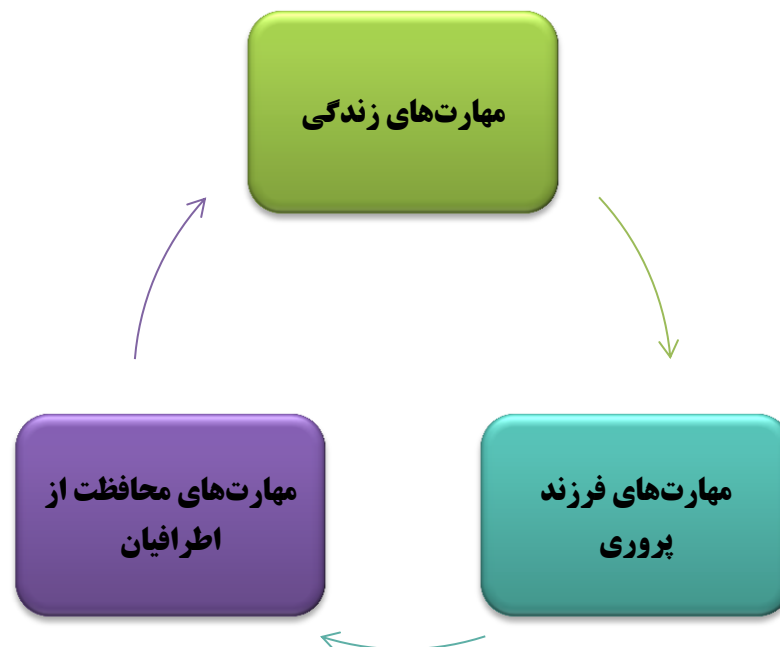 مهارت‌های زندگی
مهارت‌های فرزند
پروری
مهارت‌های محافظت از
اطرافیان